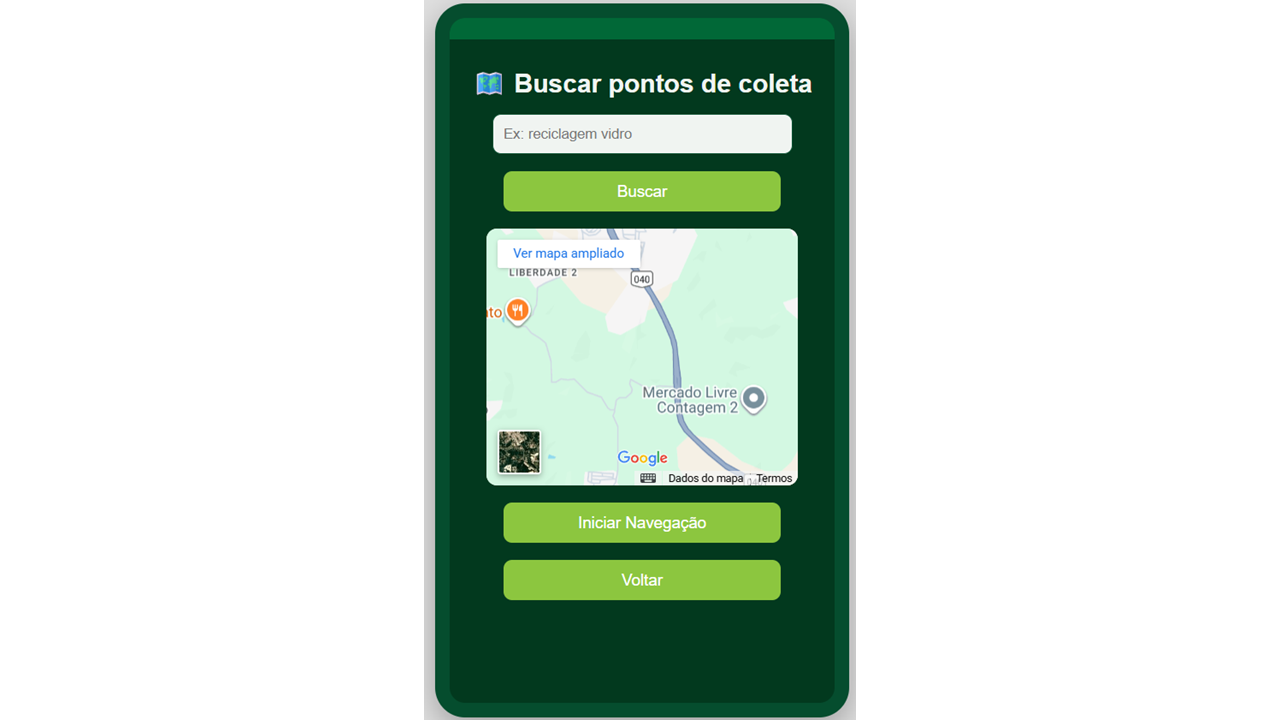 Buscar pontos de coleta
Ex: reciclagem vidro
Buscar
Ver mapa ampliado
LIBERDADE 2
040
nto
Mercado Livre
Contagem 2
Google
Dados do mapa
Termos
Iniciar Navegação
Voltar